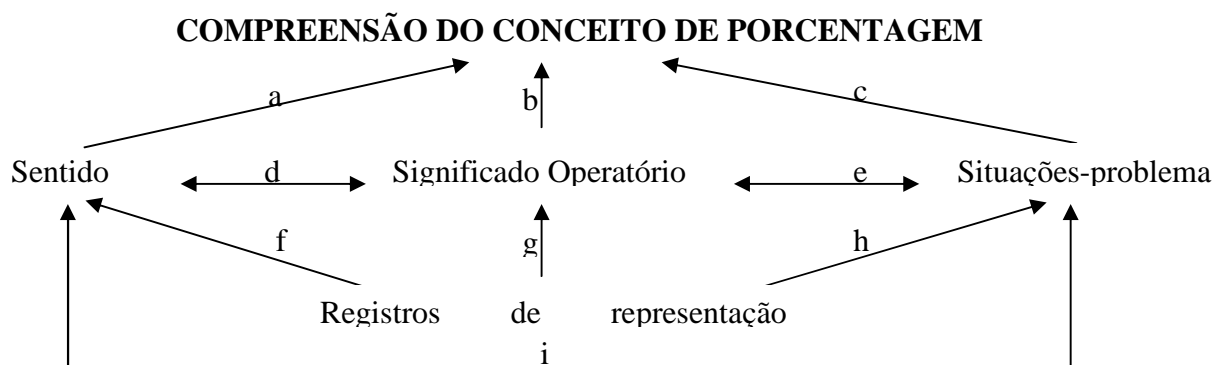 COMPREENSÃO DO CONCEITO DE PORCENTAGEM
a b c
Sentido d Significado Operatório e Situações-problema
f g h
Registros de representação
i